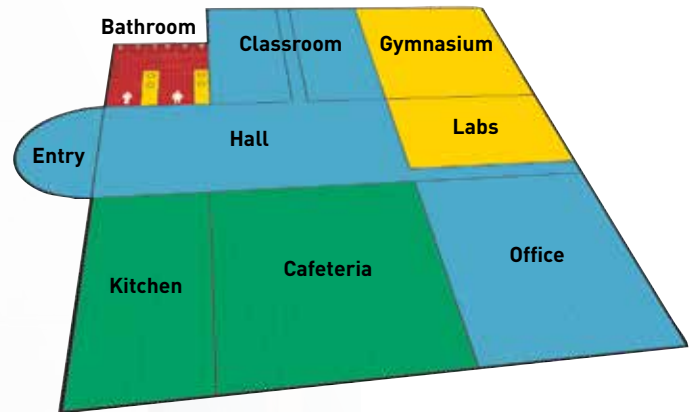 Bathroom
Classroom
Gymnasium
Hall
Labs
Entry
Kitchen
Cafeteria
Office